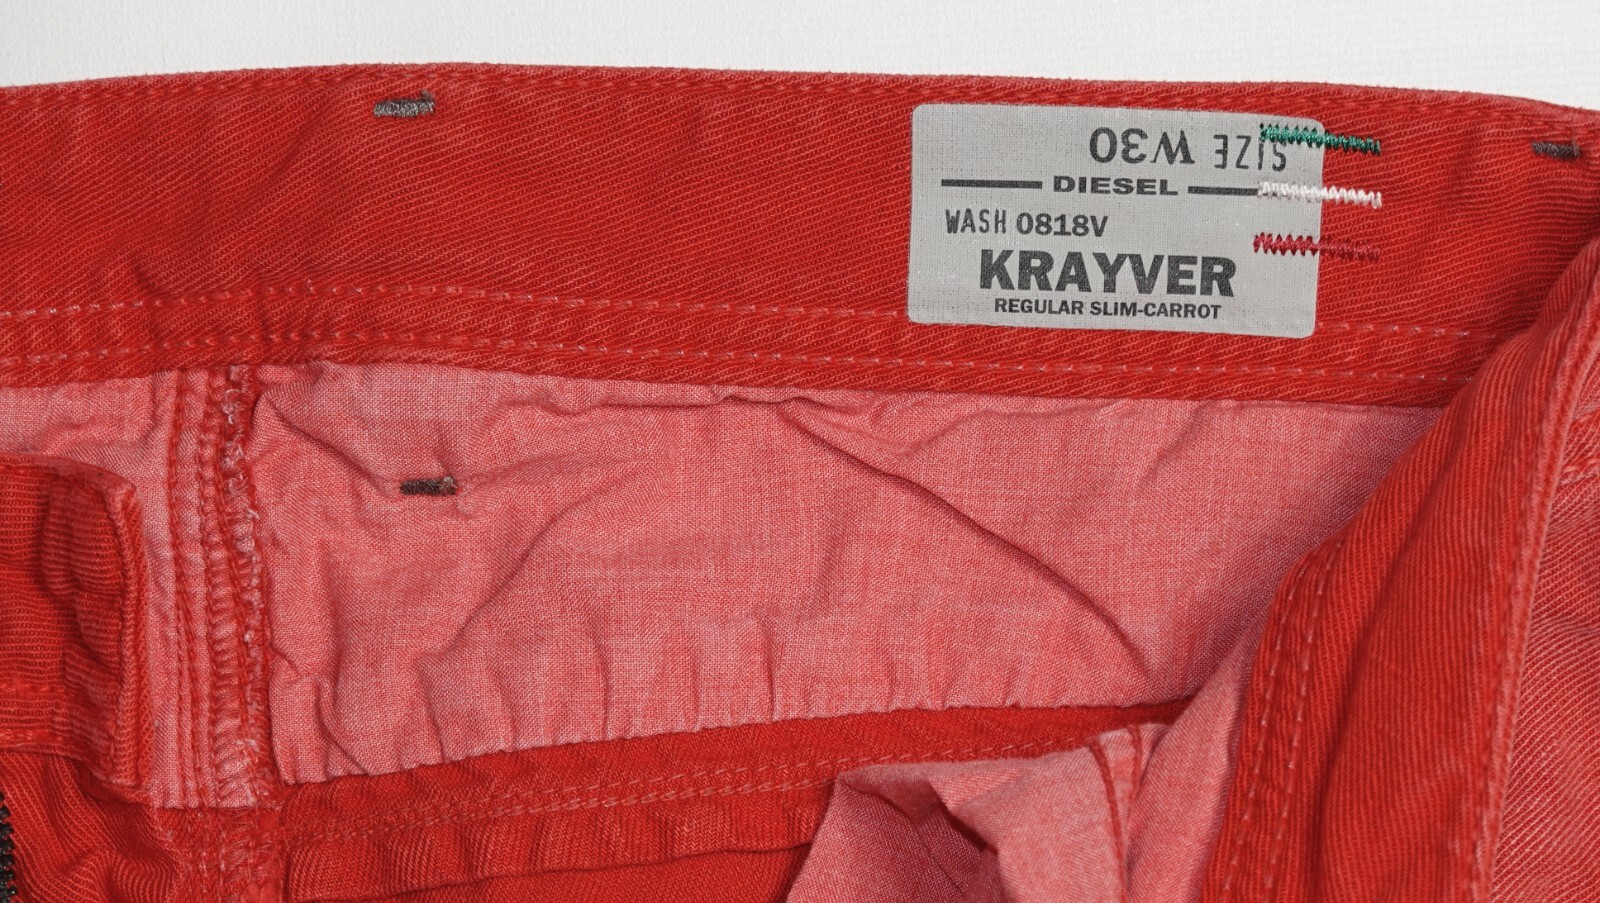 SIZE W30
DIESEL
WASH 0818V
KRAYVER
REGULAR SLIM-CARROT